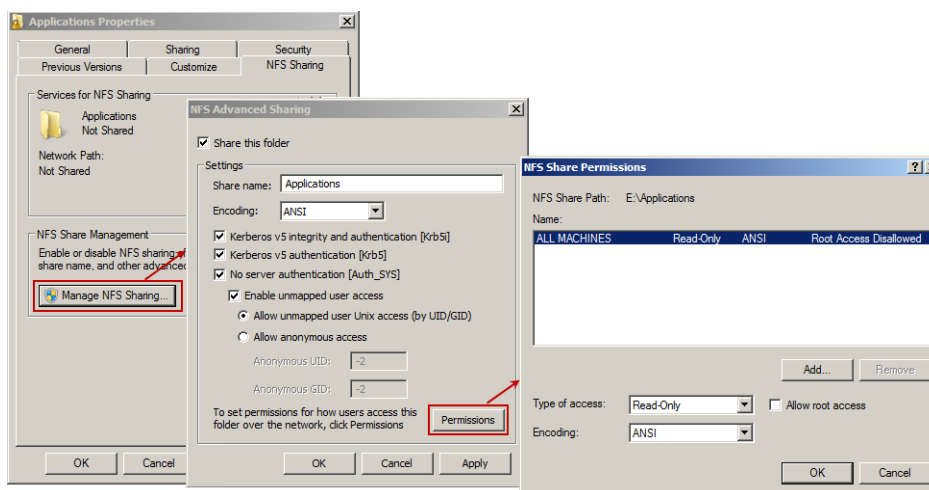 Applications Properties
General Sharing Security
Previous Versions Customize NFS Sharing
Services for NFS Sharing
Applications
Not Shared
Network Path:
Not Shared
NFS Share Management
Enable or disable NFS sharing of
share name, and other advanced
Manage NFS Sharing...
OK Cancel
NFS Advanced Sharing
Share this folder
Settings
Share name: Applications
Encoding: ANSI
Kerberos v5 integrity and authentication [Krb5i]
Kerberos v5 authentication [Krb5]
No server authentication [Auth_SYS]
Enable unmapped user access
Allow unmapped user Unix access (by UID/GID)
Allow anonymous access
Anonymous UID: -2
Anonymous GID: -2
To set permissions for how users access this
folder over the network, click Permissions
Permissions
OK Cancel Apply
NFS Share Permissions
NFS Share Path: E:\Applications
Name:
ALL MACHINES Read-Only ANSI Root Access Disallowed
Add... Remove
Type of access: Read-Only Allow root access
Encoding: ANSI
OK Cancel